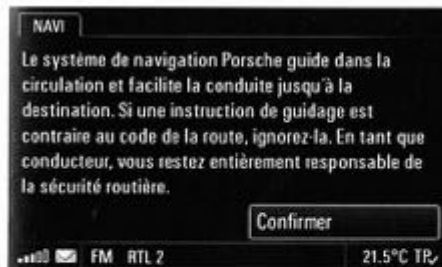 NAVI
Le système de navigation Porsche guide dans la
circulation et facilite la conduite jusqu'à la
destination. Si une instruction de guidage est
contraire au code de la route, ignorez-la. En tant que
conducteur, vous restez entièrement responsable de
la sécurité routière.
Confirmer
FM RTL 2 21.5°C TP